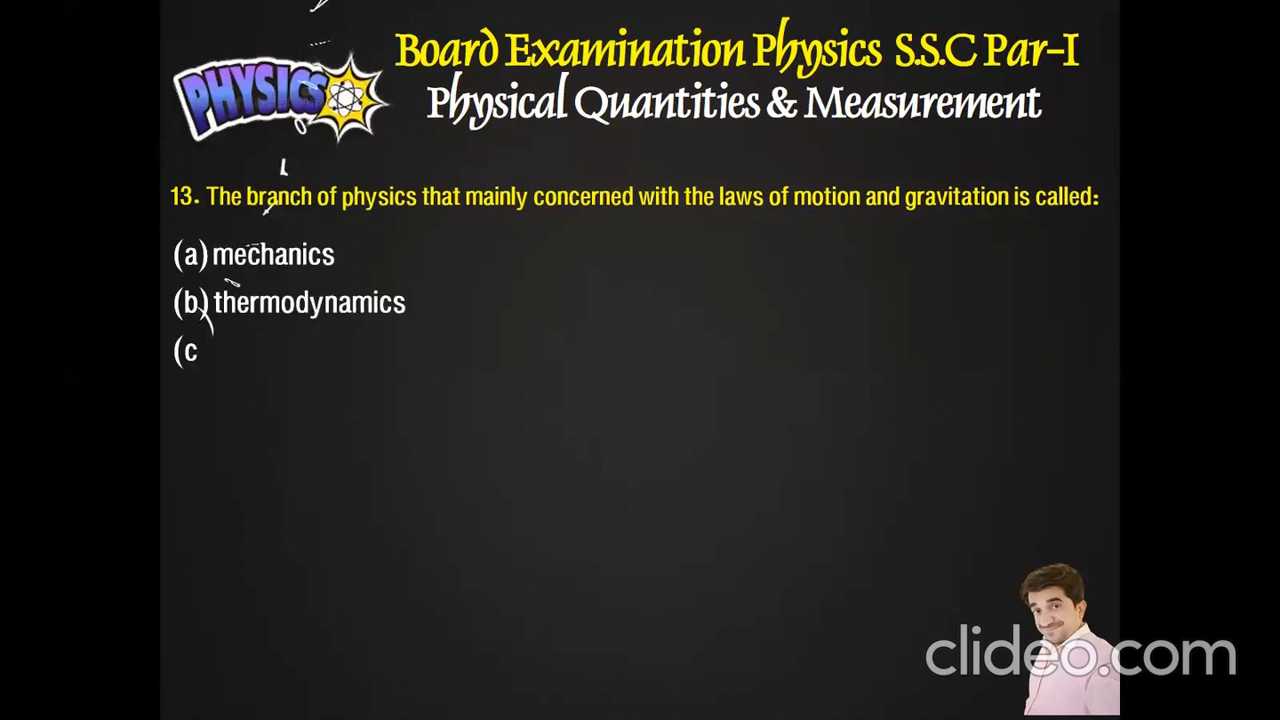 Board Examination Physics S.S.C Par-I
PHYSICS
Physical Quantities & Measurement
13. The branch of physics that mainly concerned with the laws of motion and gravitation is called:
(a) mechanics
(b) thermodynamics
(c
clideo.com